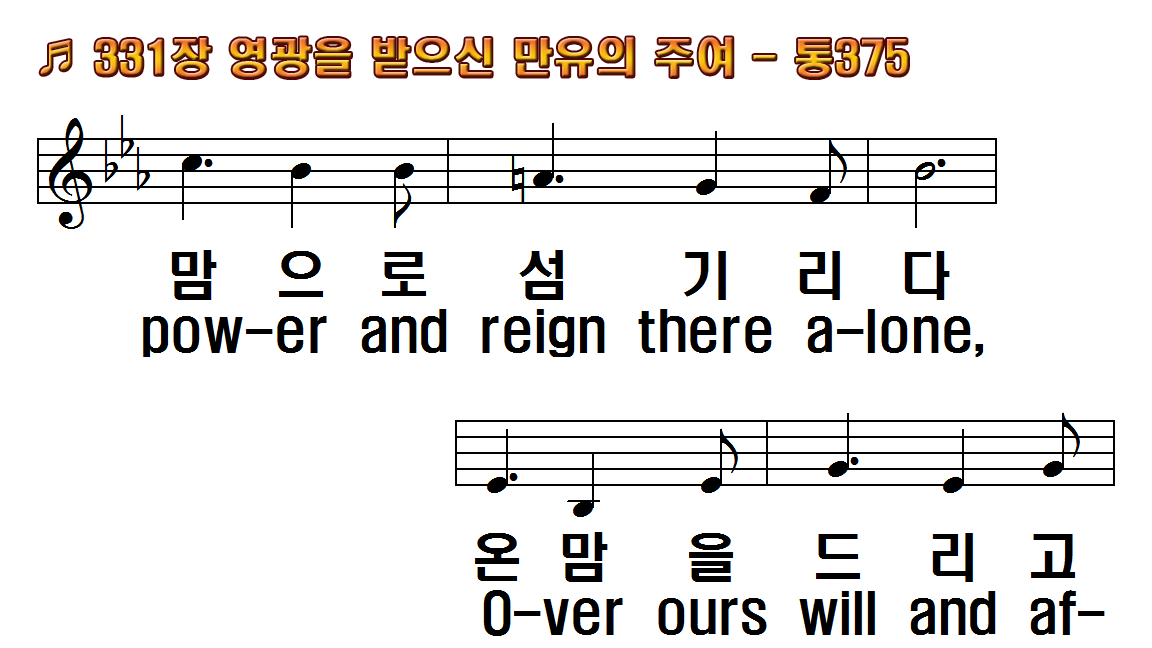 ♬ 331장 영광을 받으신 만유의 주여 - 통375
맘 으 로 섬 기 리 다
pow-er and reign there a-lone,
온 맘 을 드 리 고
O-ver ours will and af-